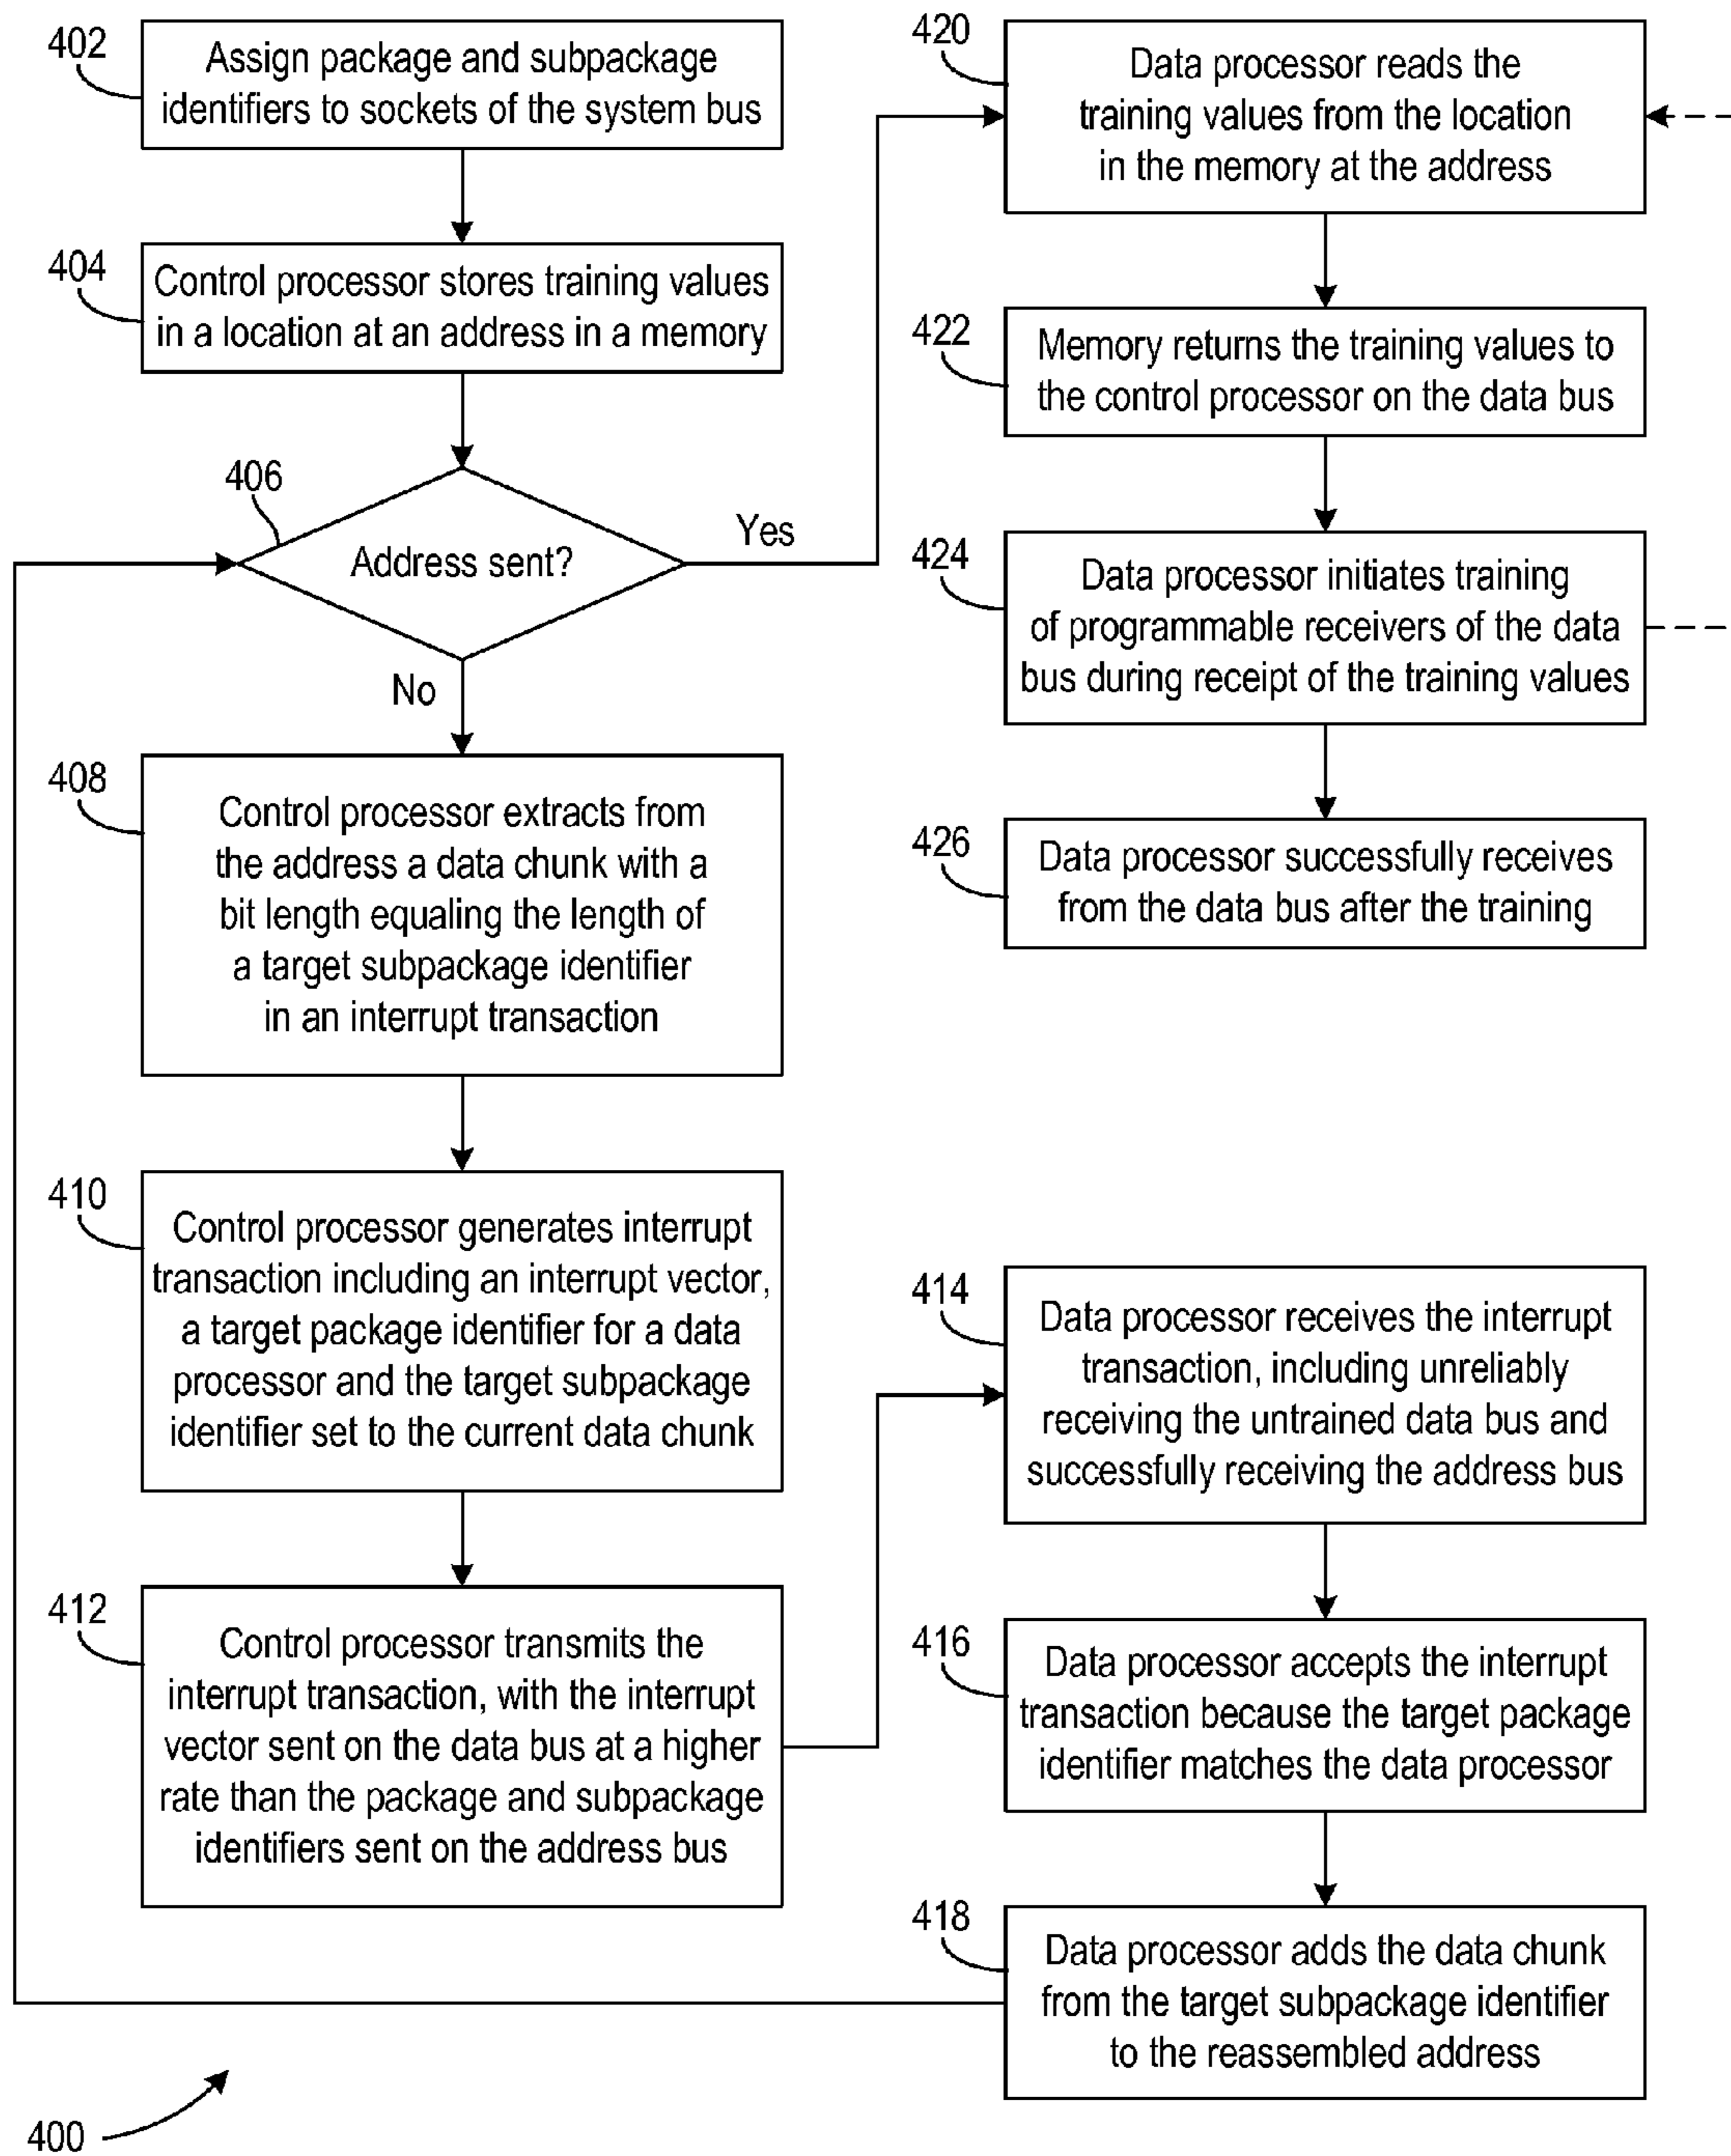 402
Assign package and subpackage
identifiers to sockets of the system bus
404
Control processor stores training values
in a location at an address in a memory
406
Address sent?
Yes
No
408
Control processor extracts from
the address a data chunk with a
bit length equaling the length of
a target subpackage identifier
in an interrupt transaction
410
Control processor generates interrupt
transaction including an interrupt vector,
a target package identifier for a data
processor and the target subpackage
identifier set to the current data chunk
412
Control processor transmits the
interrupt transaction, with the interrupt
vector sent on the data bus at a higher
rate than the package and subpackage
identifiers sent on the address bus
414
Data processor receives the interrupt
transaction, including unreliably
receiving the untrained data bus and
successfully receiving the address bus
416
Data processor accepts the interrupt
transaction because the target package
identifier matches the data processor
418
Data processor adds the data chunk
from the target subpackage identifier
to the reassembled address
420
Data processor reads the
training values from the location
in the memory at the address
422
Memory returns the training values to
the control processor on the data bus
424
Data processor initiates training
of programmable receivers of the data
bus during receipt of the training values
426
Data processor successfully receives
from the data bus after the training
400